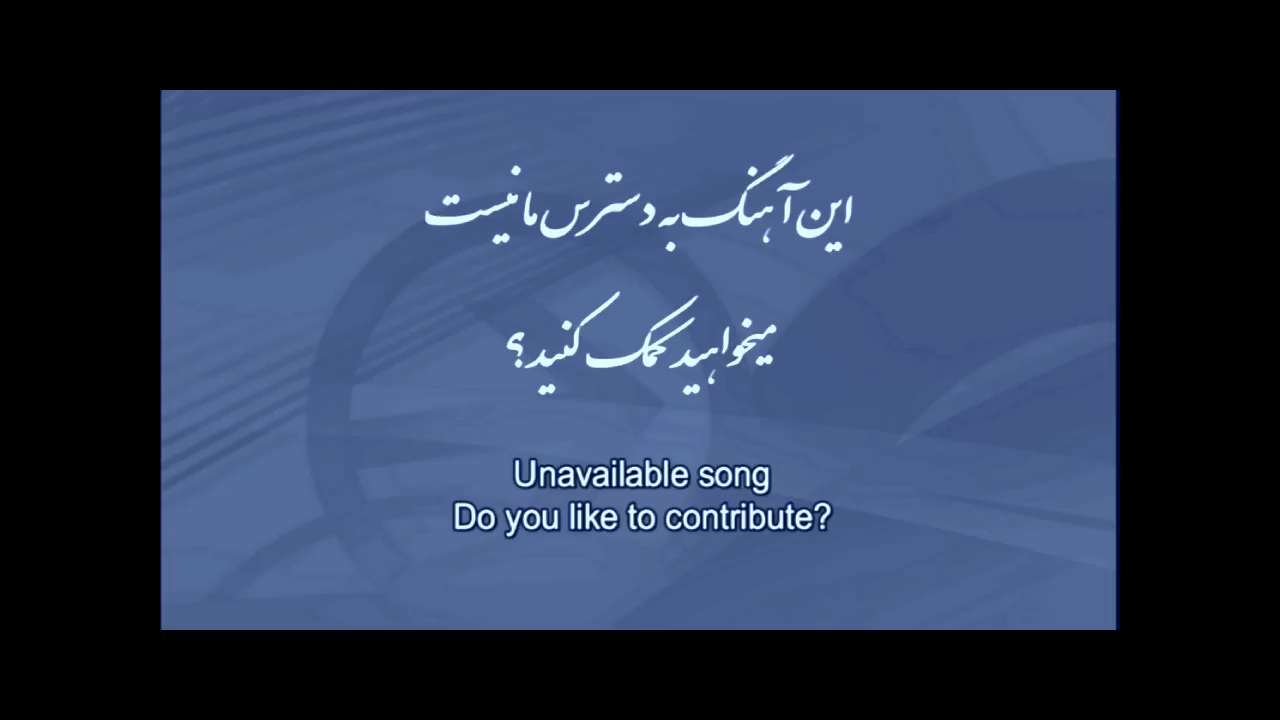 این آهنگ به دسترس ما نیست
میخواهید کمک کنید؟
Unavailable song
Do you like to contribute?